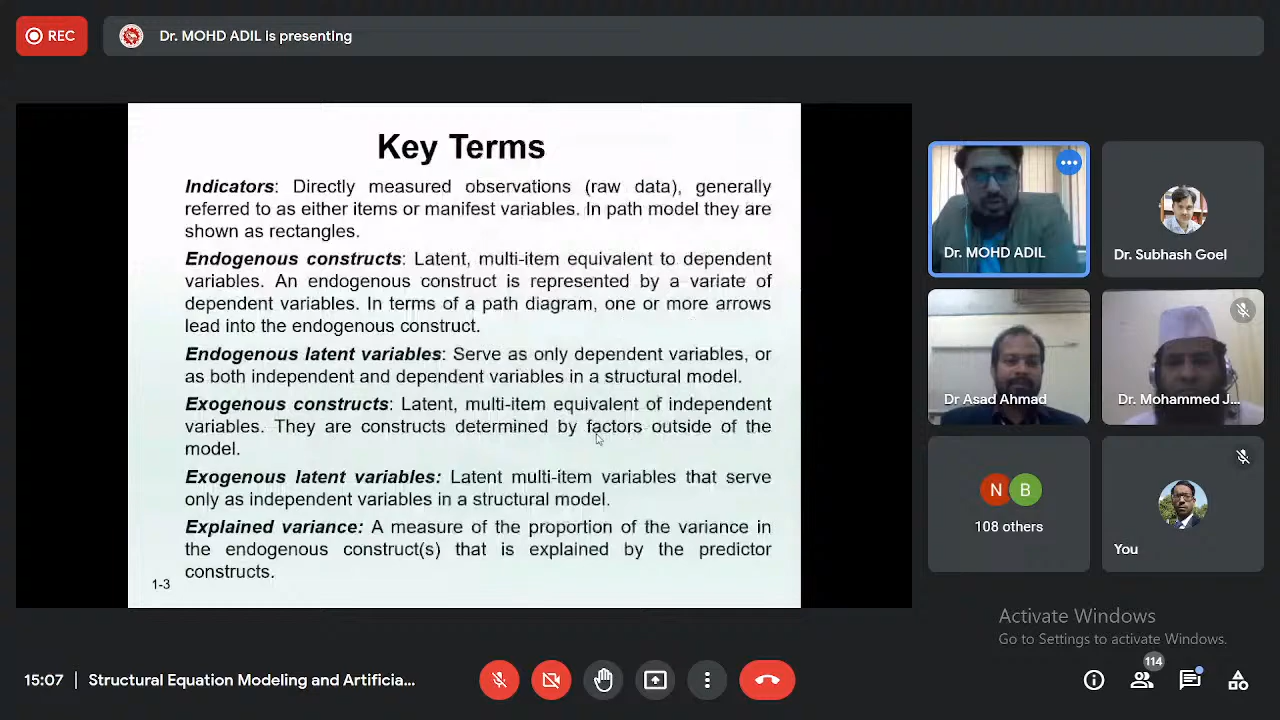 REC
Dr. MOHD ADIL is presenting
Key Terms
Indicators: Directly measured observations (raw data), generally
referred to as either items or manifest variables. In path model they are
shown as rectangles.
Endogenous constructs: Latent, multi-item equivalent to dependent
variables. An endogenous construct is represented by a variate of
dependent variables. In terms of a path diagram, one or more arrows
lead into the endogenous construct.
Endogenous latent variables: Serve as only dependent variables, or
as both independent and dependent variables in a structural model.
Exogenous constructs: Latent, multi-item equivalent of independent
variables. They are constructs determined by factors outside of the
model.
Exogenous latent variables: Latent multi-item variables that serve
only as independent variables in a structural model.
Explained variance: A measure of the proportion of the variance in
the endogenous construct(s) that is explained by the predictor
constructs.
1-3
Dr. MOHD ADIL
Dr. Subhash Goel
Dr Asad Ahmad
Dr. Mohammed J...
N B
108 others
You
Activate Windows
Go to Settings to activate Windows.
15:07 | Structural Equation Modeling and Artificia...
114